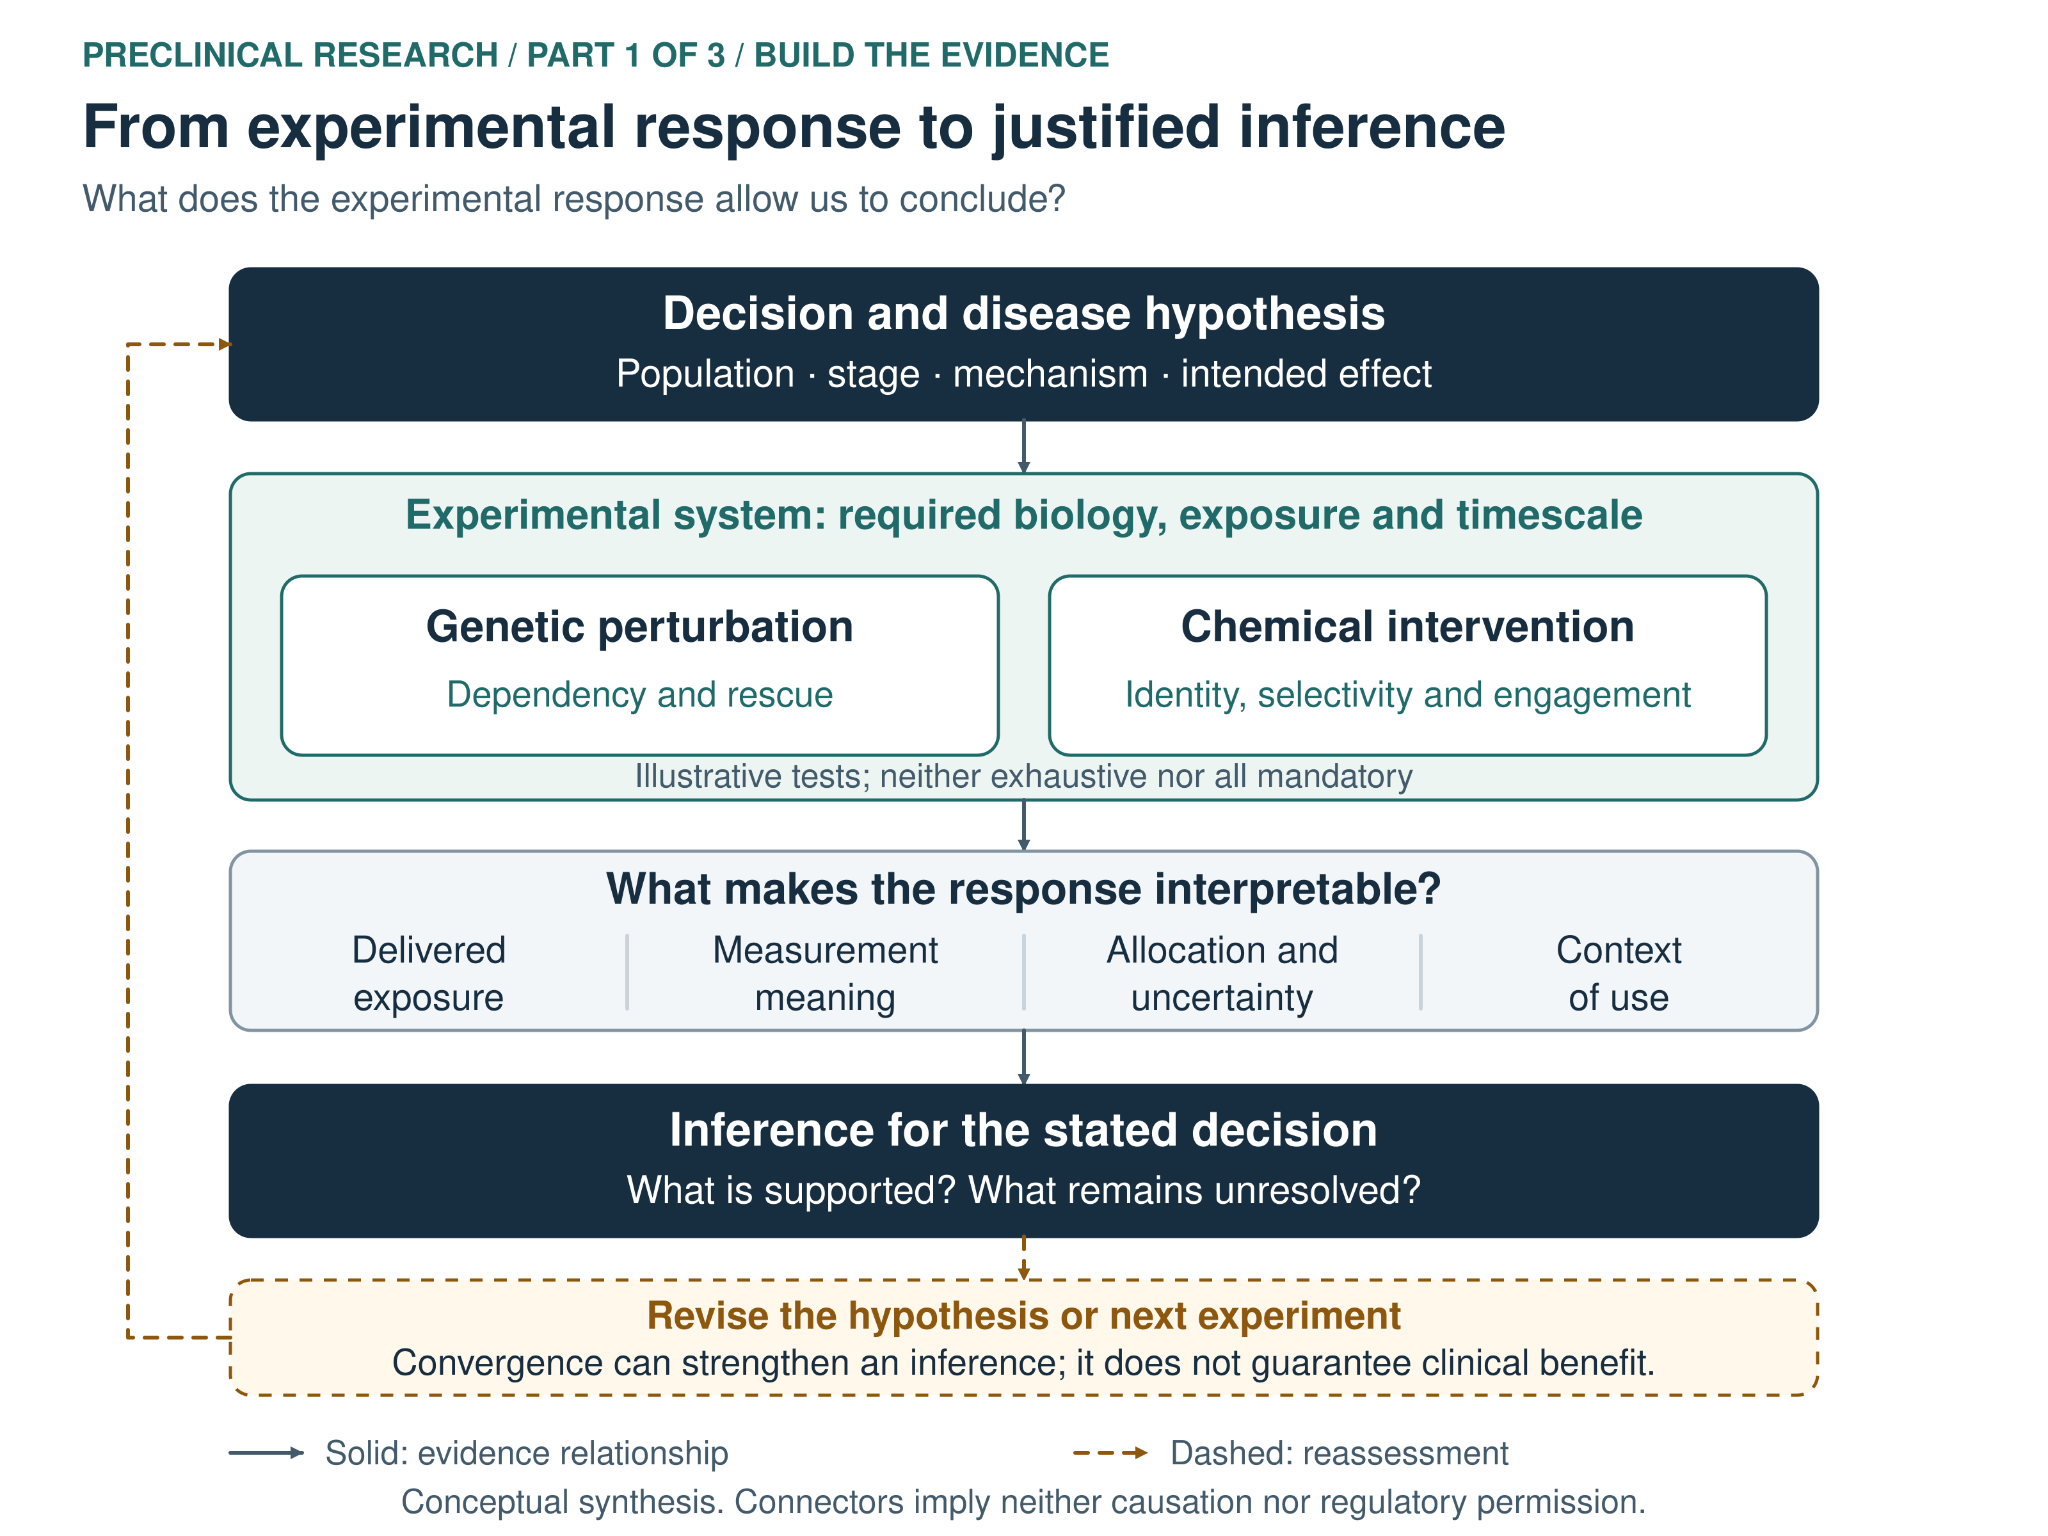 PRECLINICAL RESEARCH / PART 1 OF 3 / BUILD THE EVIDENCE
From experimental response to justified inference
What does the experimental response allow us to conclude?
Decision and disease hypothesis
Population · stage · mechanism · intended effect
Experimental system: required biology, exposure and timescale
Genetic perturbation
Dependency and rescue
Chemical intervention
Identity, selectivity and engagement
Illustrative tests; neither exhaustive nor all mandatory
What makes the response interpretable?
Delivered
exposure
Measurement
meaning
Allocation and
uncertainty
Context
of use
Inference for the stated decision
What is supported? What remains unresolved?
Revise the hypothesis or next experiment
Convergence can strengthen an inference; it does not guarantee clinical benefit.
Solid: evidence relationship
Dashed: reassessment
Conceptual synthesis. Connectors imply neither causation nor regulatory permission.